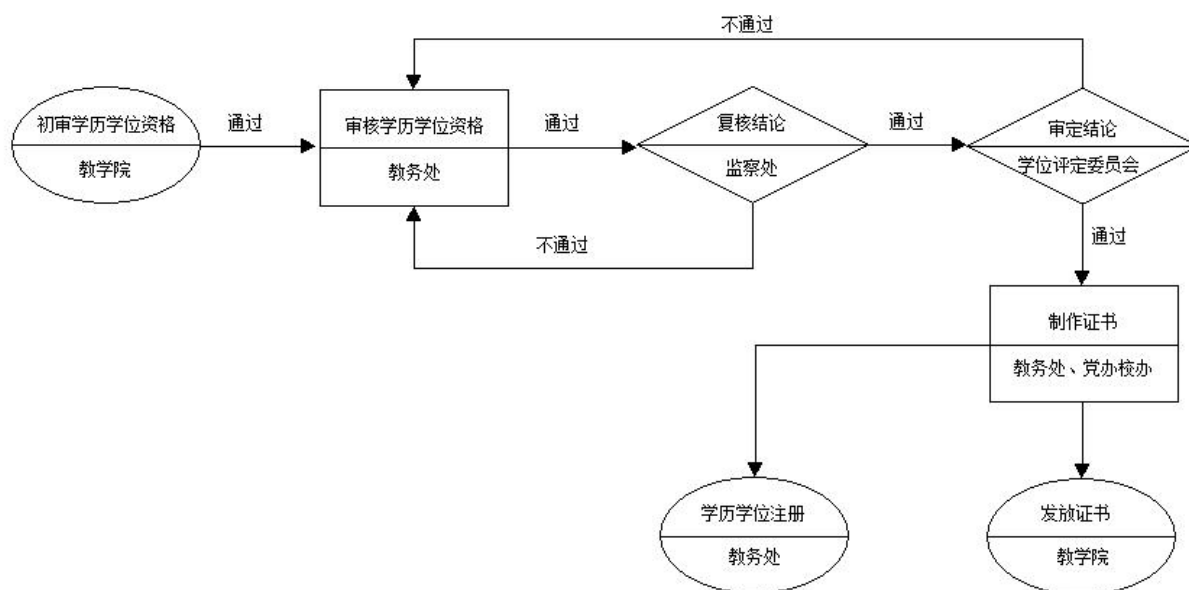 不通过
初审学历学位资格
教学院
通过
审核学历学位资格
教务处
通过
复核结论
监察处
通过
审定结论
学位评定委员会
不通过
通过
制作证书
教务处、党办校办
学历学位注册
教务处
发放证书
教学院